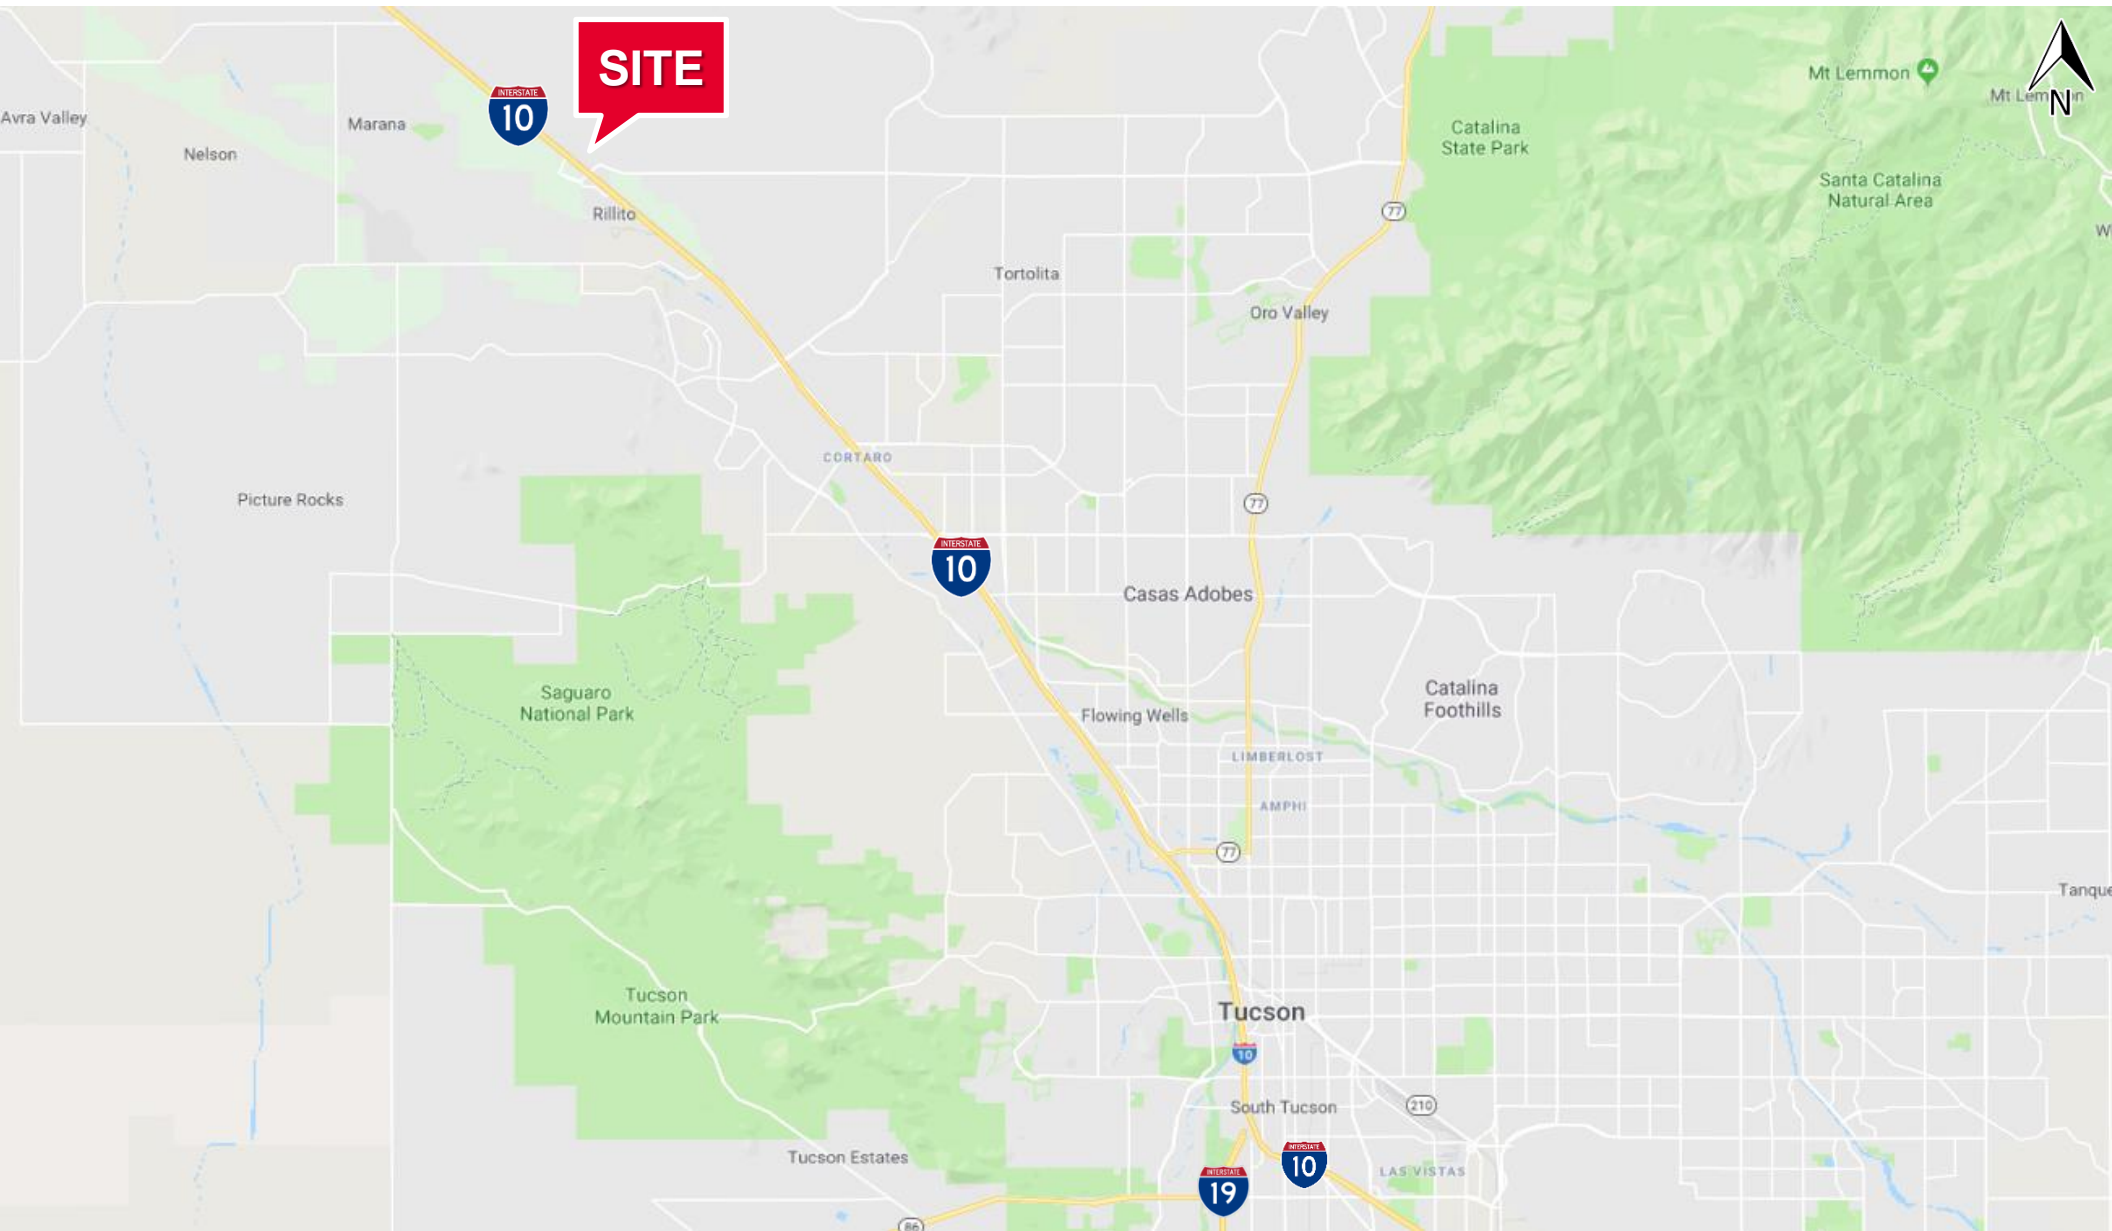 SITE
INTERSTATE
10
Mt Lemmon
N
Avra Valley
Marana
Nelson
Catalina
State Park
Santa Catalina
Natural Area
77
Rillito
Tortolita
Oro Valley
CORTARO
Picture Rocks
77
INTERSTATE
10
Casas Adobes
Saguaro
National Park
Catalina
Foothills
Flowing Wells
LIMBERLOST
AMPHI
77
Tanque
Tucson
Mountain Park
Tucson
10
South Tucson
210
Tucson Estates
INTERSTATE
10
LAS VISTAS
INTERSTATE
19
86